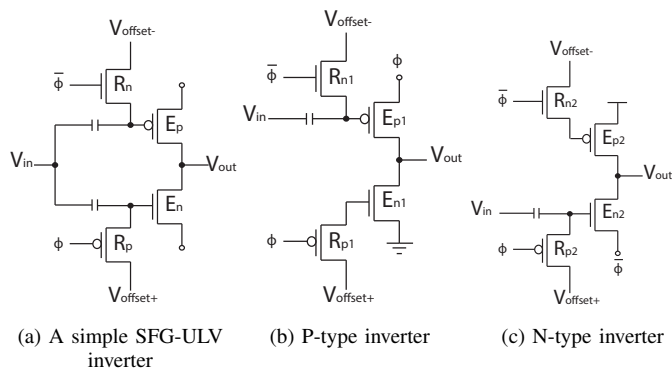 Voffset-
φ̅
Rn
Ep
Vin
Vout
En
φ
Rp
Voffset+
(a) A simple SFG-ULV
inverter
Voffset-
φ
φ̅
Rn1
Vin
Ep1
Vout
En1
φ
Rp1
Voffset+
(b) P-type inverter
Voffset-
φ̅
Rn2
Ep2
Vout
Vin
En2
φ
Rp2
φ̅
Voffset+
(c) N-type inverter